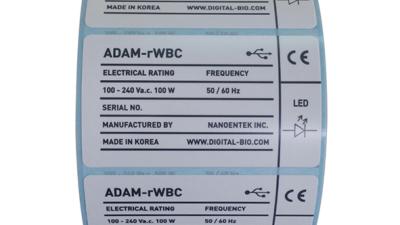 MADE IN KOREA WWW.DIGITAL-BIO.COM
ADAM-rWBC CE
ELECTRICAL RATING FREQUENCY
100 - 240 Va.c. 100 W 50 / 60 Hz
SERIAL NO. LED
MANUFACTURED BY NANOENTEK INC.
MADE IN KOREA WWW.DIGITAL-BIO.COM
ADAM-rWBC CE
ELECTRICAL RATING FREQUENCY
100 - 240 Va.c. 100 W 50 / 60 Hz